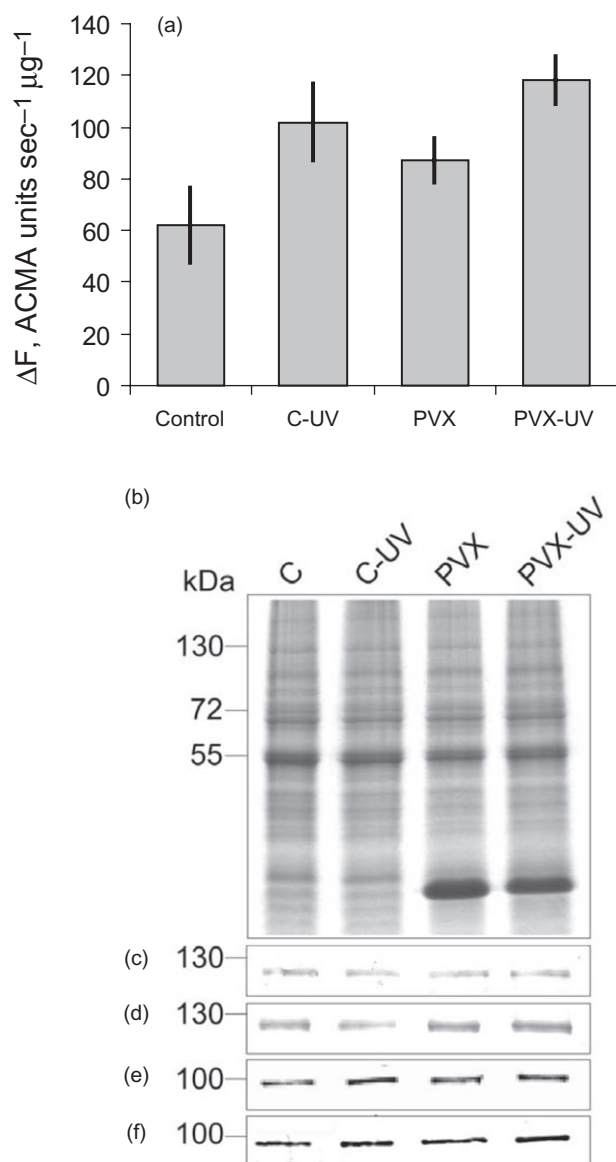 (a)
ΔF, ACMA units sec⁻¹ μg⁻¹
140
120
100
80
60
40
20
0
Control C-UV PVX PVX-UV
(b)
kDa C C-UV PVX PVX-UV
130
72
55
(c) 130
(d) 130
(e) 100
(f) 100